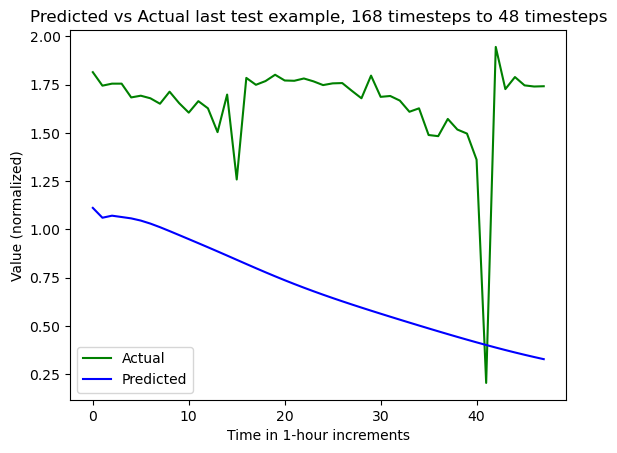 Predicted vs Actual last test example, 168 timesteps to 48 timesteps
2.00
1.75
1.50
1.25
1.00
0.75
0.50
0.25
Value (normalized)
Actual
Predicted
0 10 20 30 40
Time in 1-hour increments